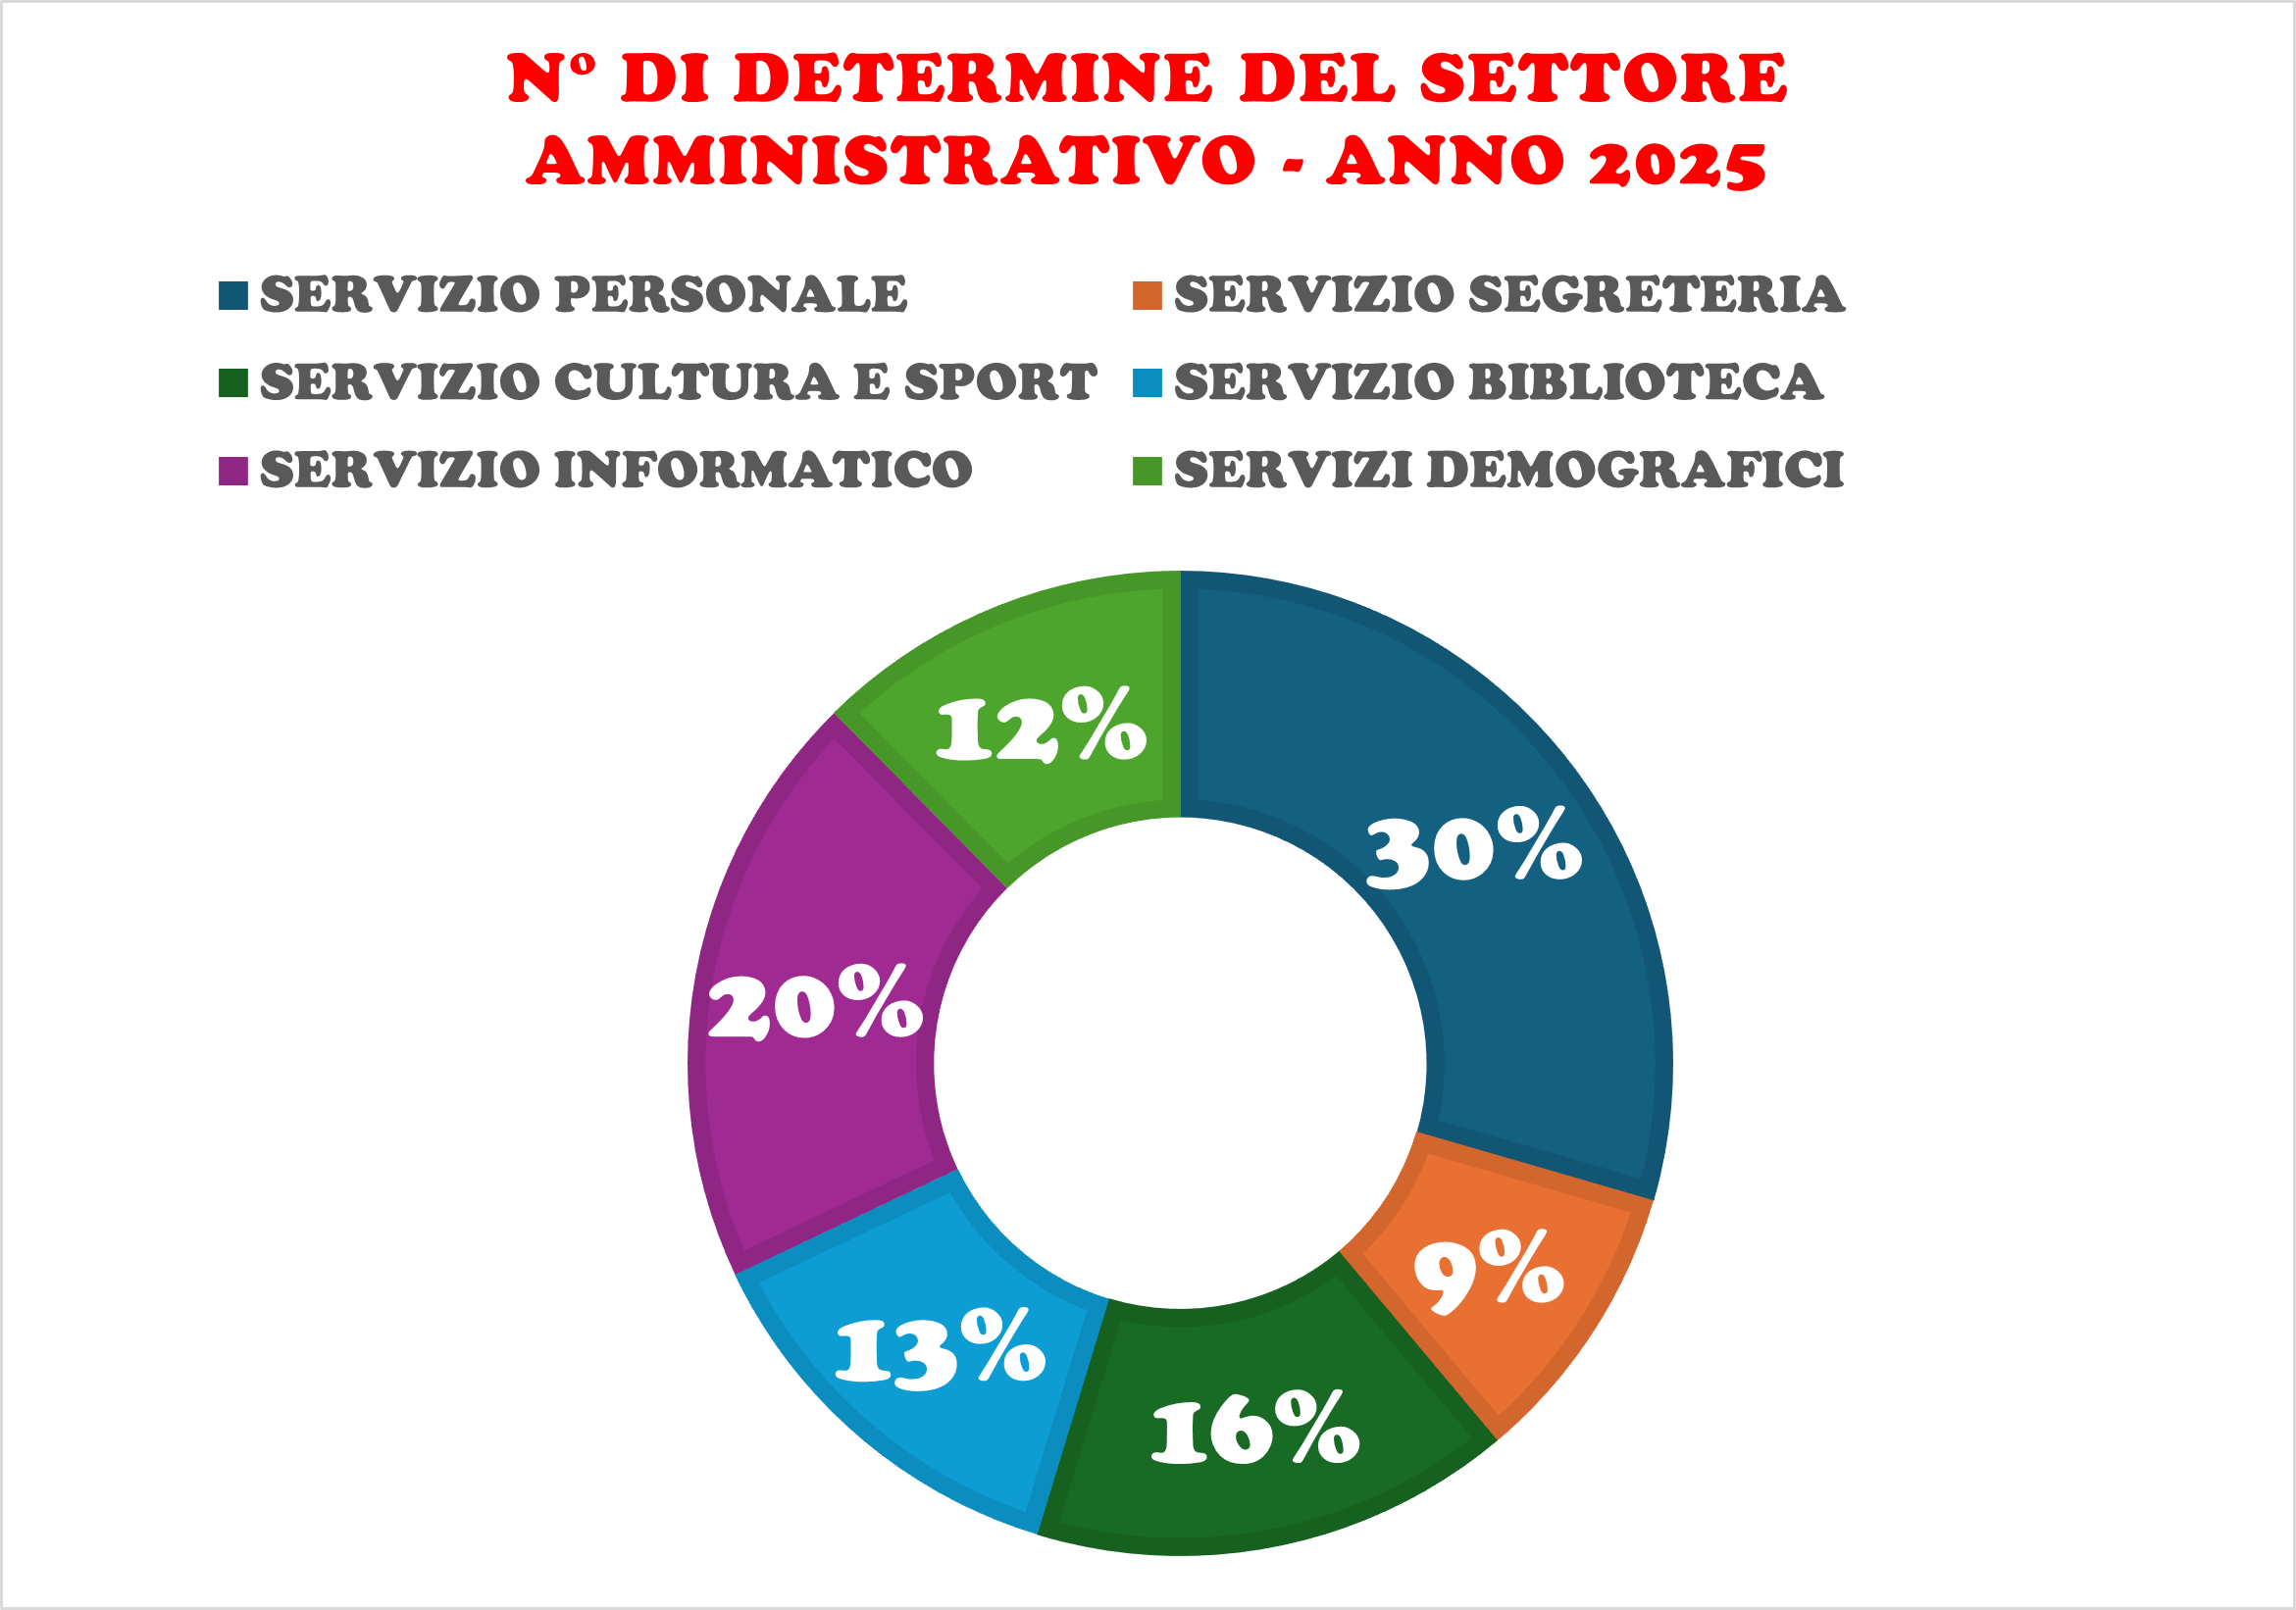 N° DI DETERMINE DEL SETTORE
AMMINISTRATIVO - ANNO 2025
SERVIZIO PERSONALE
SERVIZIO SEGRETERIA
SERVIZIO CULTURA E SPORT
SERVIZIO BIBLIOTECA
SERVIZIO INFORMATICO
SERVIZI DEMOGRAFICI
12%
30%
20%
9%
13%
16%